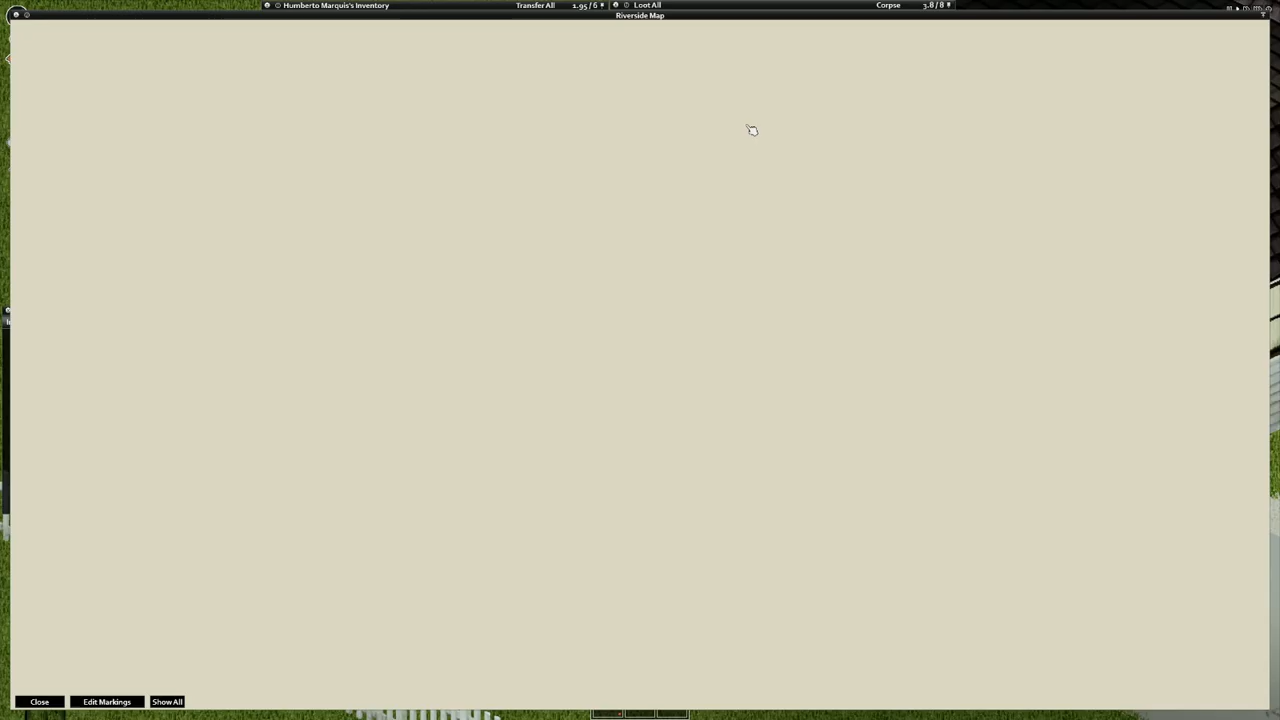 Humberto Marquis's Inventory Transfer All 1.95 / 6 Loot All Corpse 3.8 / 8
Riverside Map
Close Edit Markings Show All